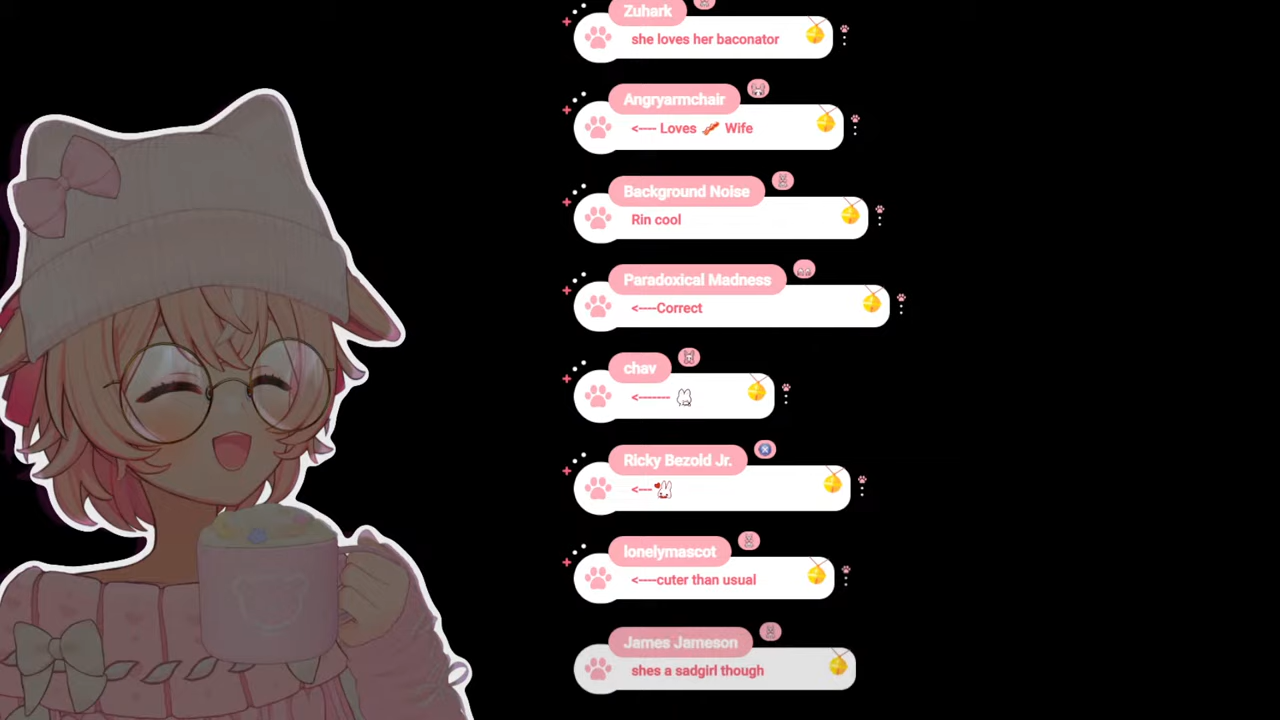 Zuhark
she loves her baconator
Angryarmchair
<---- Loves 🥓 Wife
Background Noise
Rin cool
Paradoxical Madness
<----Correct
chav
<-------
Ricky Bezold Jr.
<---
lonelymascot
<----cuter than usual
James Jameson
shes a sadgirl though